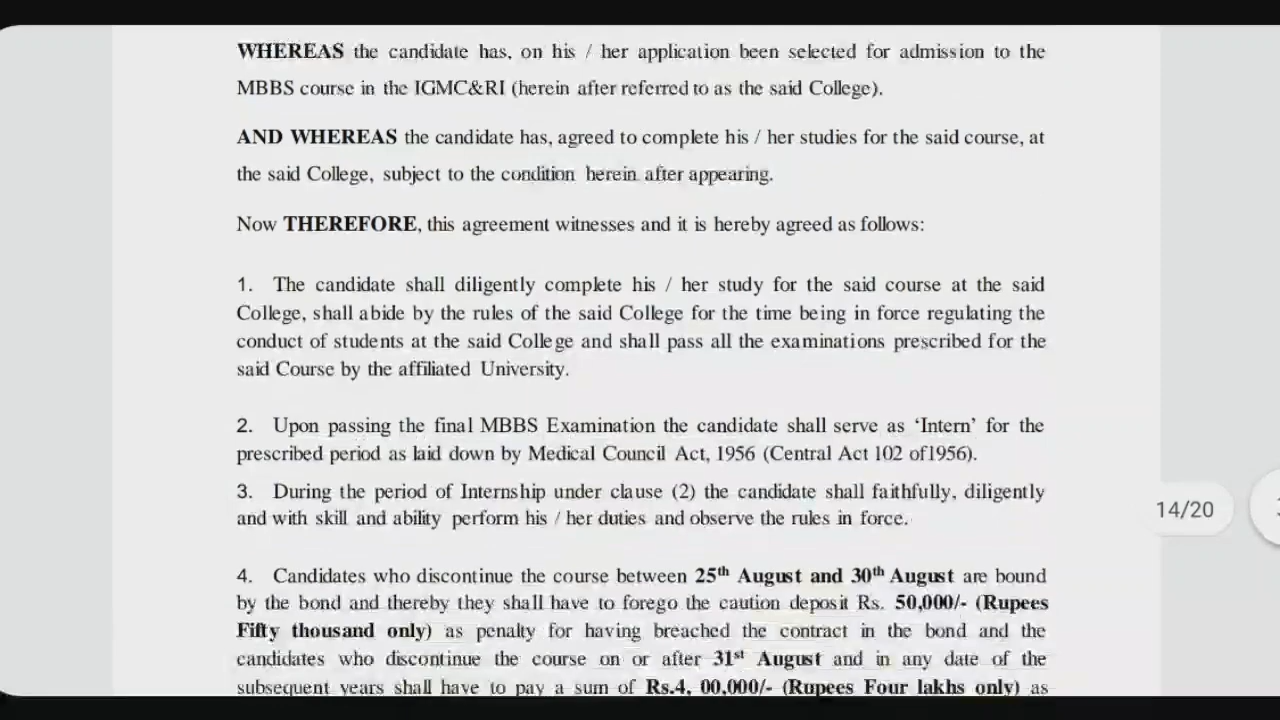 WHEREAS the candidate has, on his / her application been selected for admission to the
MBBS course in the IGMC&RI (herein after referred to as the said College).
AND WHEREAS the candidate has, agreed to complete his / her studies for the said course, at
the said College, subject to the condition herein after appearing.
Now THEREFORE, this agreement witnesses and it is hereby agreed as follows:
1. The candidate shall diligently complete his / her study for the said course at the said
College, shall abide by the rules of the said College for the time being in force regulating the
conduct of students at the said College and shall pass all the examinations prescribed for the
said Course by the affiliated University.
2. Upon passing the final MBBS Examination the candidate shall serve as ‘Intern’ for the
prescribed period as laid down by Medical Council Act, 1956 (Central Act 102 of1956).
3. During the period of Internship under clause (2) the candidate shall faithfully, diligently
and with skill and ability perform his / her duties and observe the rules in force.
14/20
4. Candidates who discontinue the course between 25th August and 30th August are bound
by the bond and thereby they shall have to forego the caution deposit Rs. 50,000/- (Rupees
Fifty thousand only) as penalty for having breached the contract in the bond and the
candidates who discontinue the course on or after 31st August and in any date of the
subsequent years shall have to pay a sum of Rs.4, 00,000/- (Rupees Four lakhs only) as